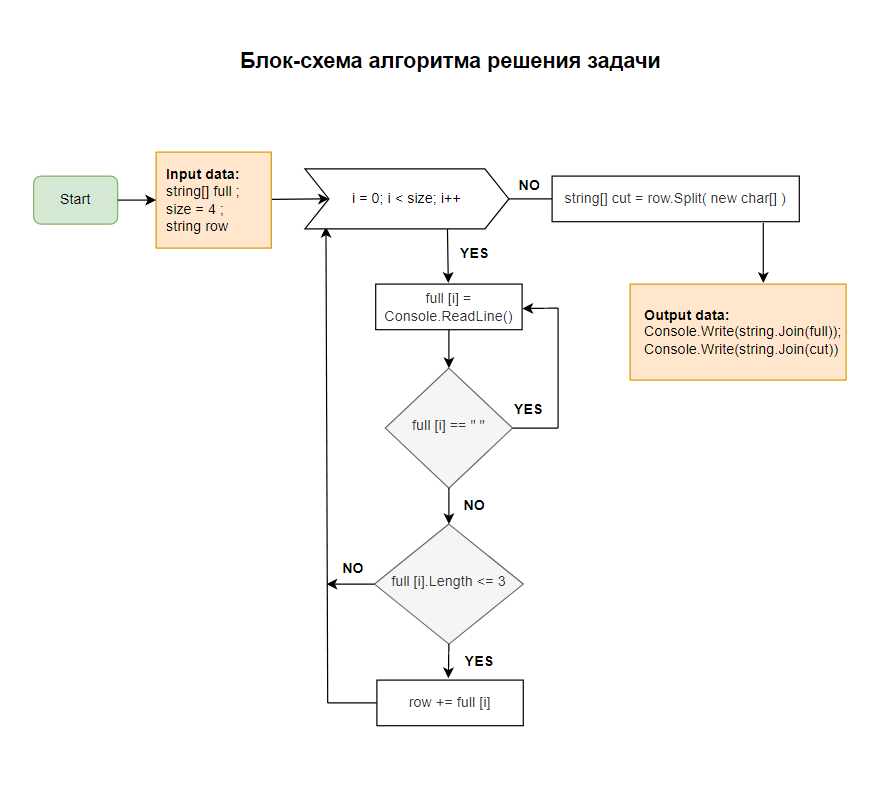 Блок-схема алгоритма решения задачи
Start
Input data:
string[] full ;
size = 4 ;
string row
i = 0; i < size; i++
NO
string[] cut = row.Split( new char[] )
YES
full [i] =
Console.ReadLine()
Output data:
Console.Write(string.Join(full));
Console.Write(string.Join(cut))
YES
full [i] == " "
NO
NO
full [i].Length <= 3
YES
row += full [i]